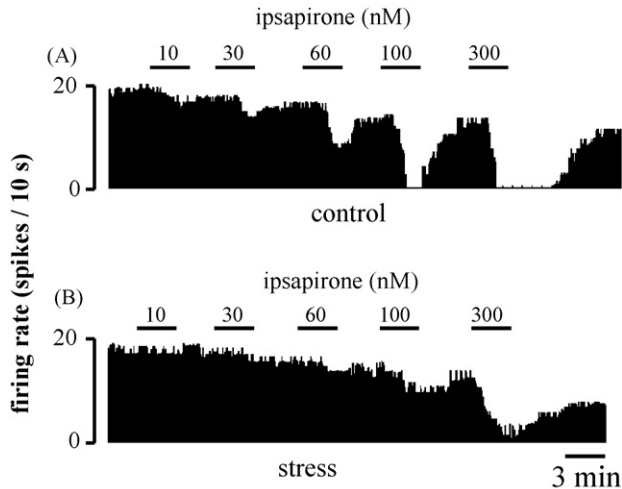 ipsapirone (nM)
(A)
10 30 60 100 300
20
0
control
firing rate (spikes / 10 s)
ipsapirone (nM)
(B)
10 30 60 100 300
20
0
stress
3 min